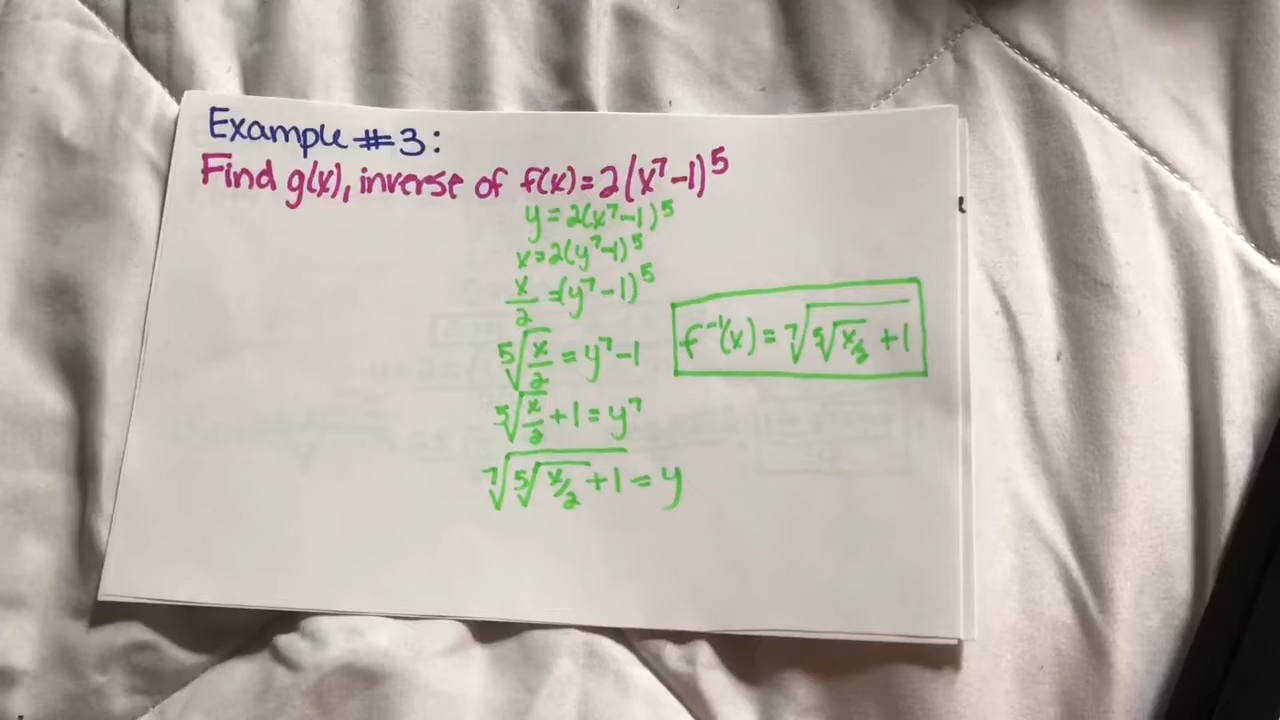 Example #3:
Find g(x), inverse of f(x)=2(x⁷-1)⁵
y=2(x⁷-1)⁵
x=2(y⁷-1)⁵
x/2=(y⁷-1)⁵
⁵√(x/2)=y⁷-1
⁵√(x/2)+1=y⁷
⁷√(⁵√(x/2)+1)=y
f⁻¹(x)=⁷√(⁵√(x/2)+1)